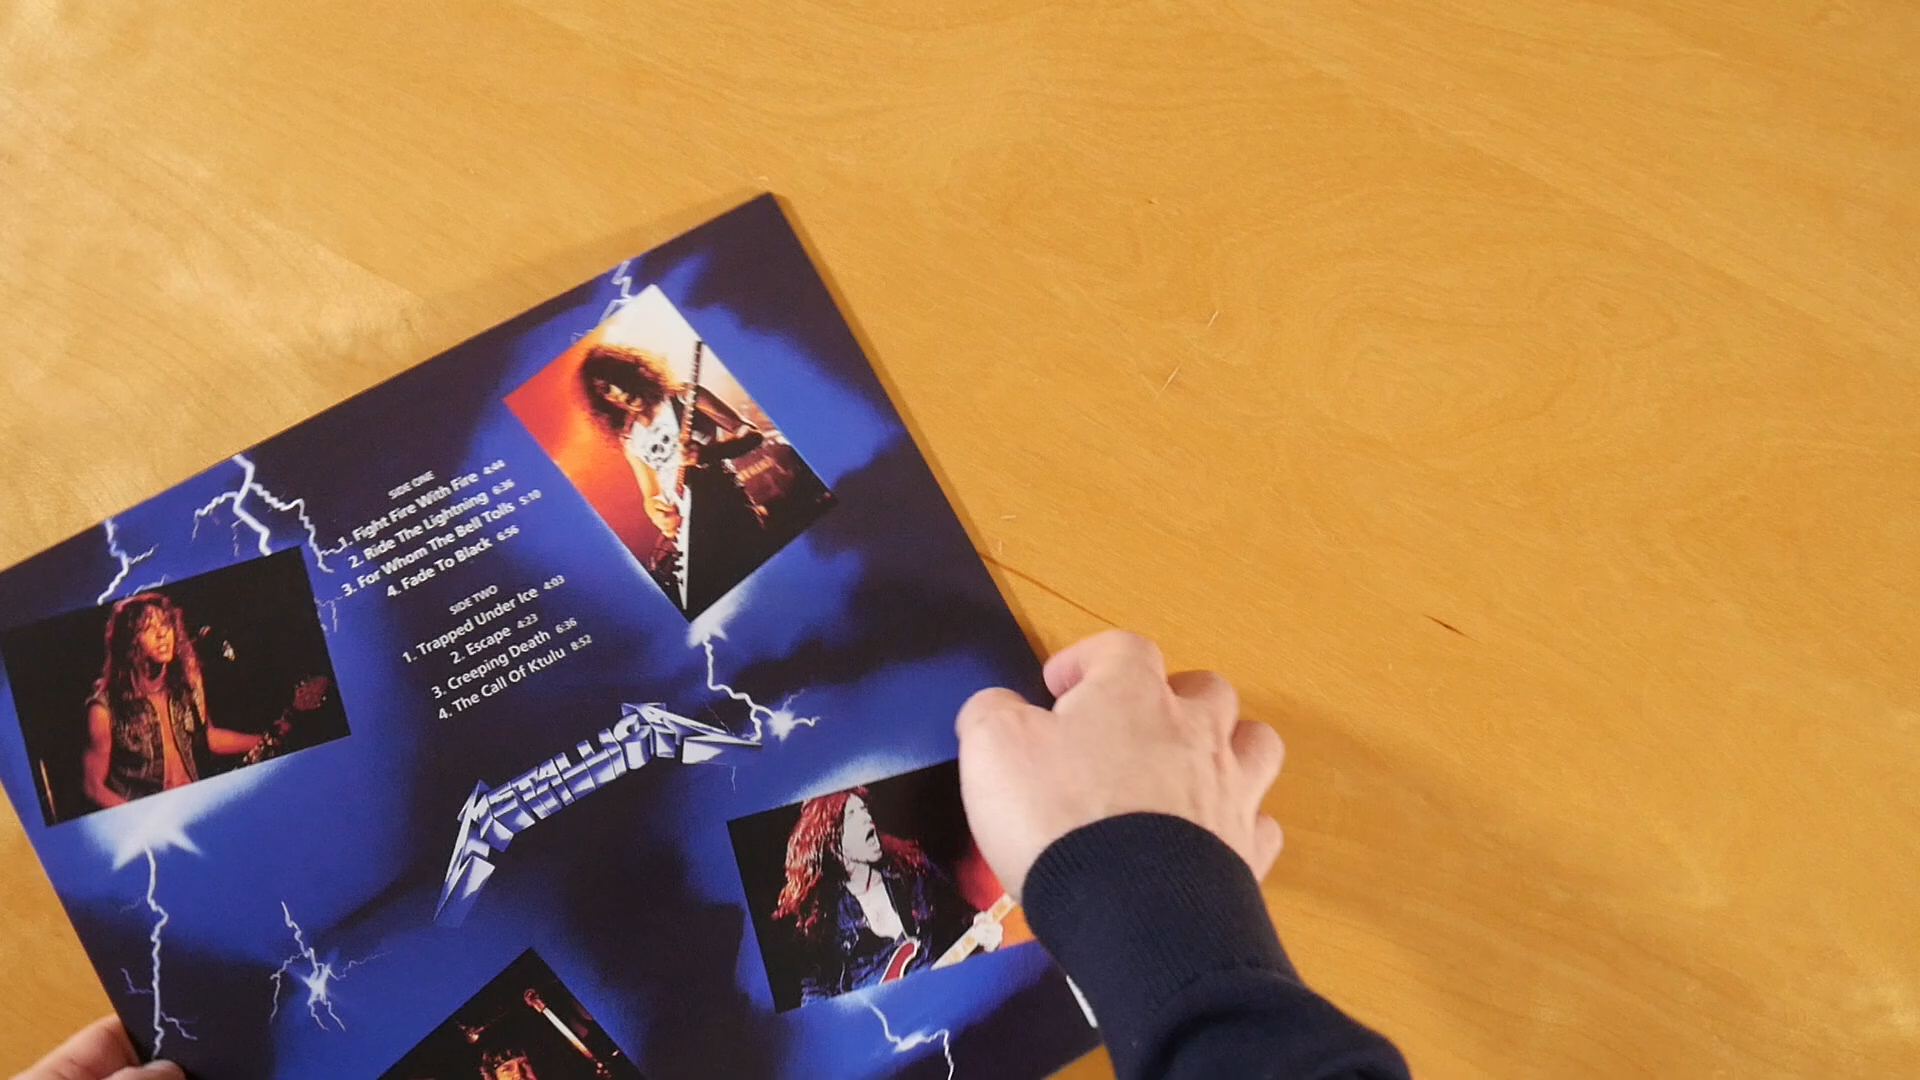 SIDE ONE
1. Fight Fire With Fire 4:44
2. Ride The Lightning 6:36
3. For Whom The Bell Tolls 5:10
4. Fade To Black 6:56
SIDE TWO
1. Trapped Under Ice 4:03
2. Escape 4:23
3. Creeping Death 6:36
4. The Call Of Ktulu 8:52
METALLICA